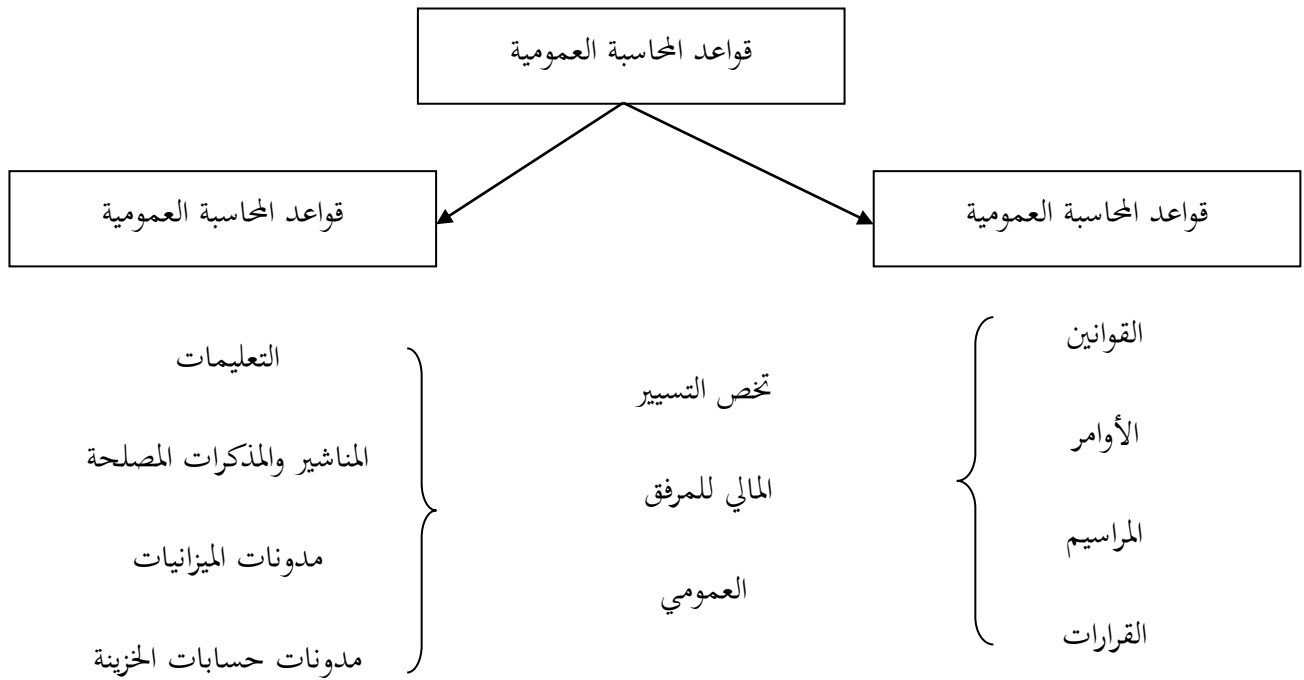 قواعد المحاسبة العمومية
قواعد المحاسبة العمومية
قواعد المحاسبة العمومية
القوانين
الأوامر
المراسيم
القرارات
تخص التسيير
المالي للمرفق
العمومي
التعليمات
المناشير والمذكرات المصلحة
مدونات الميزانيات
مدونات حسابات الخزينة